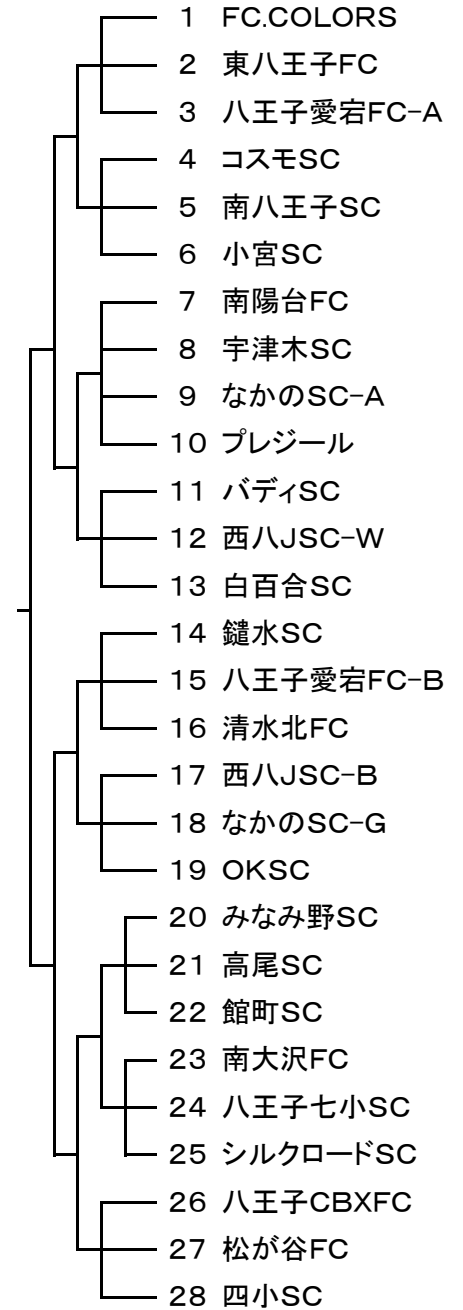 1 FC.COLORS
2 東八王子FC
3 八王子愛宕FC-A
4 コスモSC
5 南八王子SC
6 小宮SC
7 南陽台FC
8 宇津木SC
9 なかのSC-A
10 プレジール
11 バディSC
12 西八JSC-W
13 白百合SC
14 鑓水SC
15 八王子愛宕FC-B
16 清水北FC
17 西八JSC-B
18 なかのSC-G
19 OKSC
20 みなみ野SC
21 高尾SC
22 館町SC
23 南大沢FC
24 八王子七小SC
25 シルクロードSC
26 八王子CBXFC
27 松が谷FC
28 四小SC